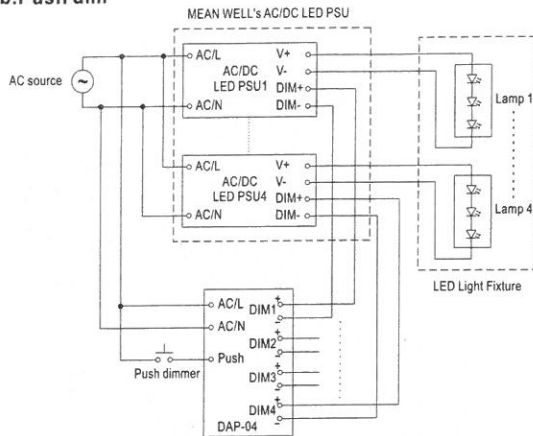 b.Push dim
MEAN WELL's AC/DC LED PSU
AC source
~
AC/L
AC/DC
LED PSU1
AC/N
V+
V-
DIM+
DIM-
Lamp 1
AC/L
AC/DC
LED PSU4
AC/N
V+
V-
DIM+
DIM-
Lamp 4
LED Light Fixture
AC/L
AC/N
Push
Push dimmer
DIM1
+
-
DIM2
+
-
DIM3
+
-
DIM4
+
-
DAP-04